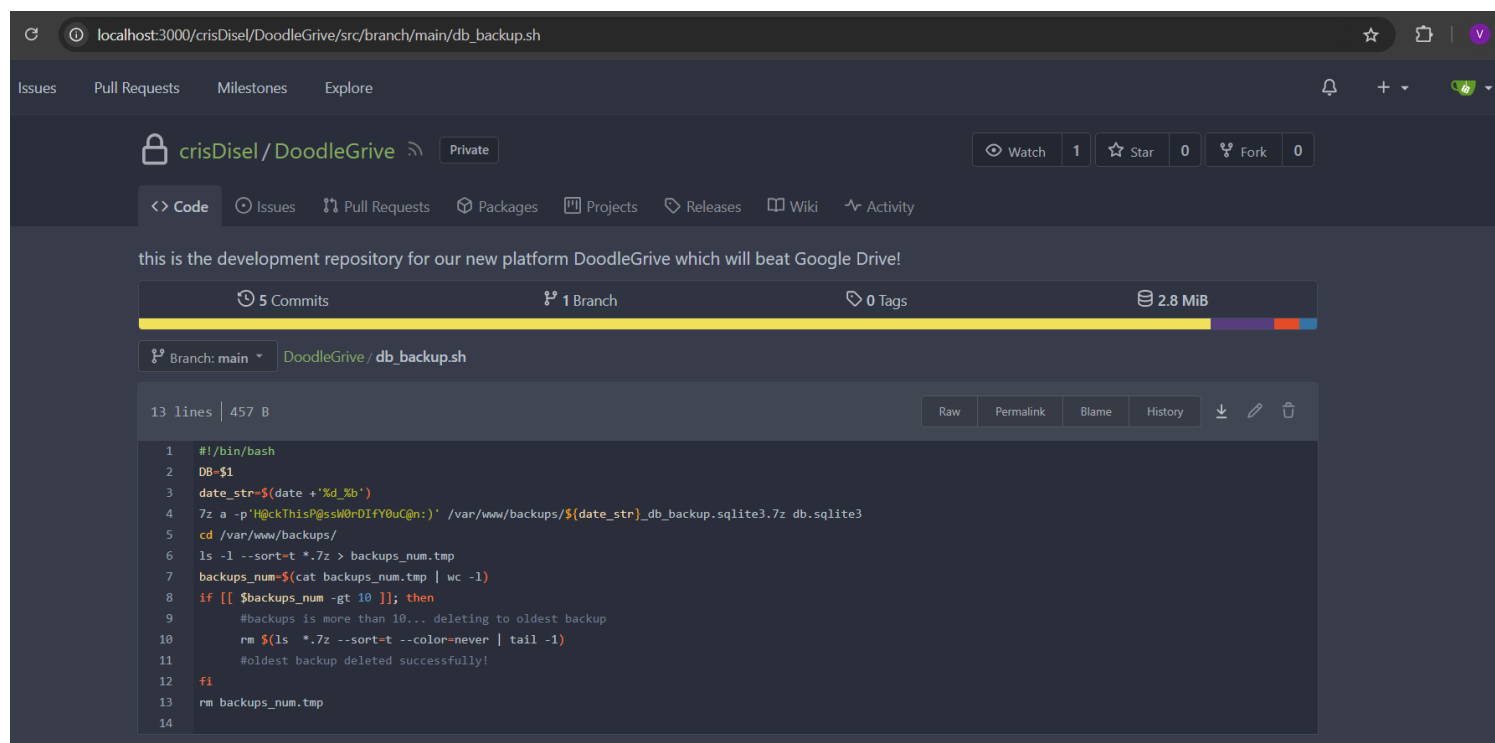 localhost:3000/crisDisel/DoodleGrive/src/branch/main/db_backup.sh
V
Issues Pull Requests Milestones Explore
crisDisel/DoodleGrive Private Watch 1 Star 0 Fork 0
Code Issues Pull Requests Packages Projects Releases Wiki Activity
this is the development repository for our new platform DoodleGrive which will beat Google Drive!
5 Commits 1 Branch 0 Tags 2.8 MiB
Branch: main DoodleGrive / db_backup.sh
13 lines | 457 B Raw Permalink Blame History
1 #!/bin/bash
2 DB=$1
3 date_str=$(date +'%d_%b')
4 7z a -p'H@ckThisP@ssW0rDIfY0uC@n:)' /var/www/backups/${date_str}_db_backup.sqlite3.7z db.sqlite3
5 cd /var/www/backups/
6 ls -l --sort=t *.7z > backups_num.tmp
7 backups_num=$(cat backups_num.tmp | wc -l)
8 if [[ $backups_num -gt 10 ]]; then
9 #backups is more than 10... deleting to oldest backup
10 rm $(ls  *.7z --sort=t --color=never | tail -1)
11 #oldest backup deleted successfully!
12 fi
13 rm backups_num.tmp
14